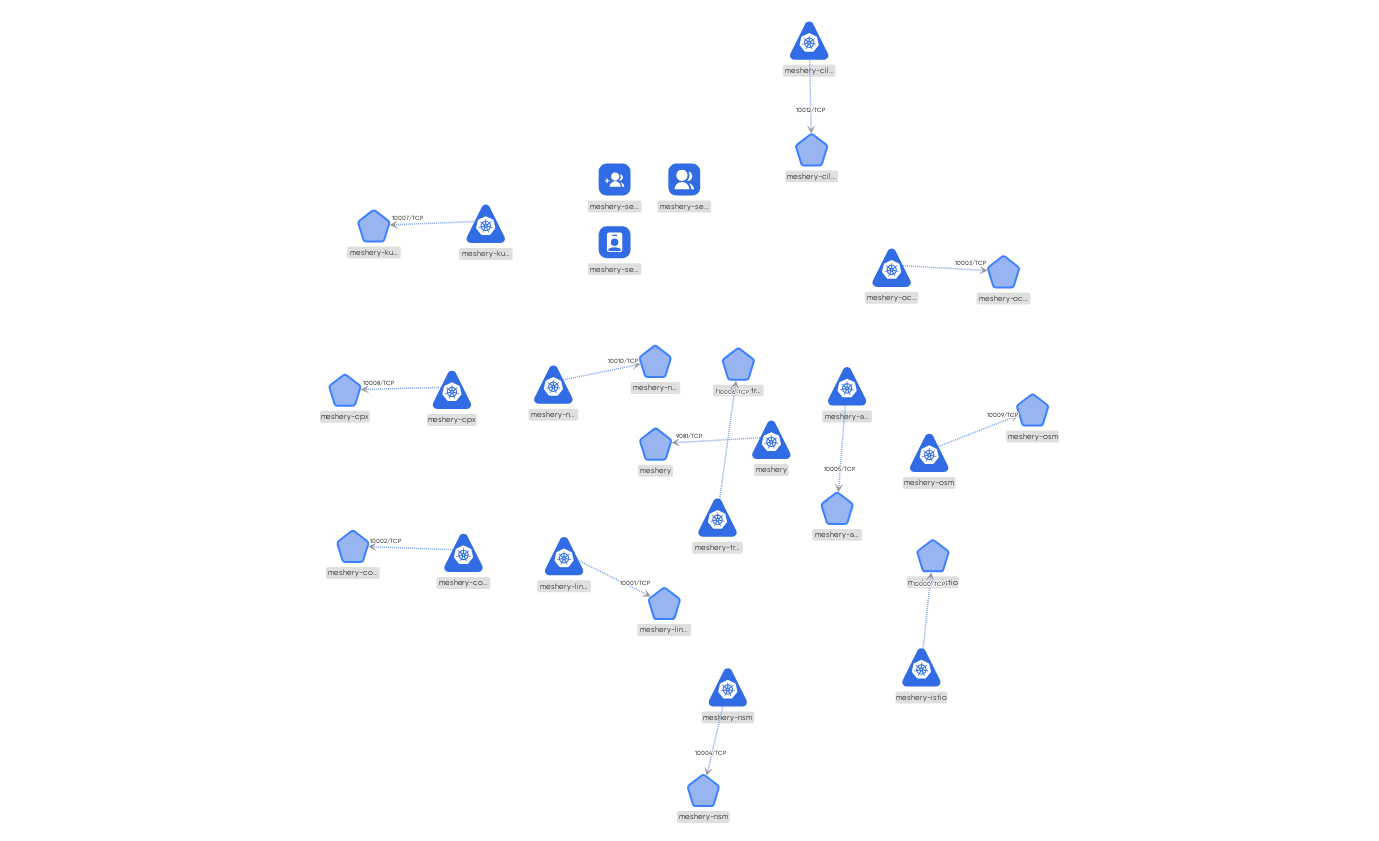 meshery-cil...
10012/TCP
meshery-cil...
meshery-se...
meshery-se...
10007/TCP
meshery-ku...
meshery-ku...
meshery-se...
10003/TCP
meshery-oc...
meshery-oc...
10010/TCP
10008/TCP
meshery-n...
tr...
meshery-cpx
meshery-n...
meshery-a...
10009/TCP
meshery-cpx
9081/TCP
meshery-osm
meshery
meshery
10005/TCP
meshery-osm
meshery-a...
10002/TCP
meshery-tr...
meshery-co...
meshery-co...
10001/TCP
meshery-lin...
meshery-lin...
meshery-istio
meshery-nsm
10004/TCP
meshery-nsm